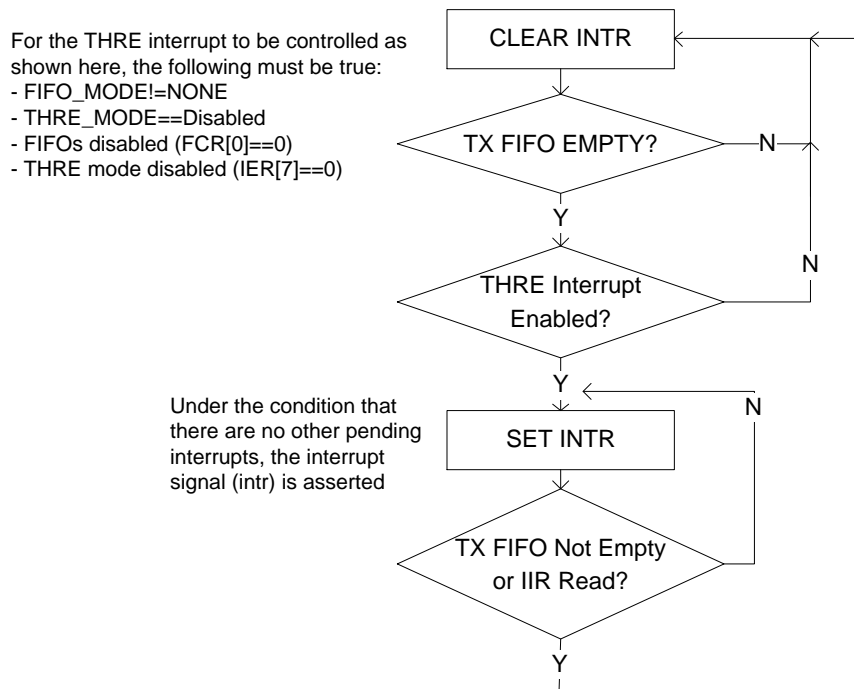 For the THRE interrupt to be controlled as
shown here, the following must be true:
- FIFO_MODE!=NONE
- THRE_MODE==Disabled
- FIFOs disabled (FCR[0]==0)
- THRE mode disabled (IER[7]==0)
CLEAR INTR
TX FIFO EMPTY?
N
Y
THRE Interrupt
Enabled?
N
Y
Under the condition that
there are no other pending
interrupts, the interrupt
signal (intr) is asserted
SET INTR
N
TX FIFO Not Empty
or IIR Read?
Y